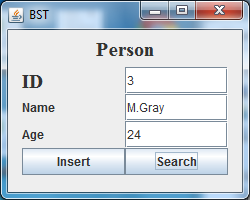 BST
Person
ID 3
Name M.Gray
Age 24
Insert Search